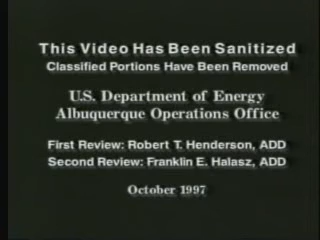 This Video Has Been Sanitized
Classified Portions Have Been Removed
U.S. Department of Energy
Albuquerque Operations Office
First Review: Robert T. Henderson, ADD
Second Review: Franklin E. Halasz, ADD
October 1997